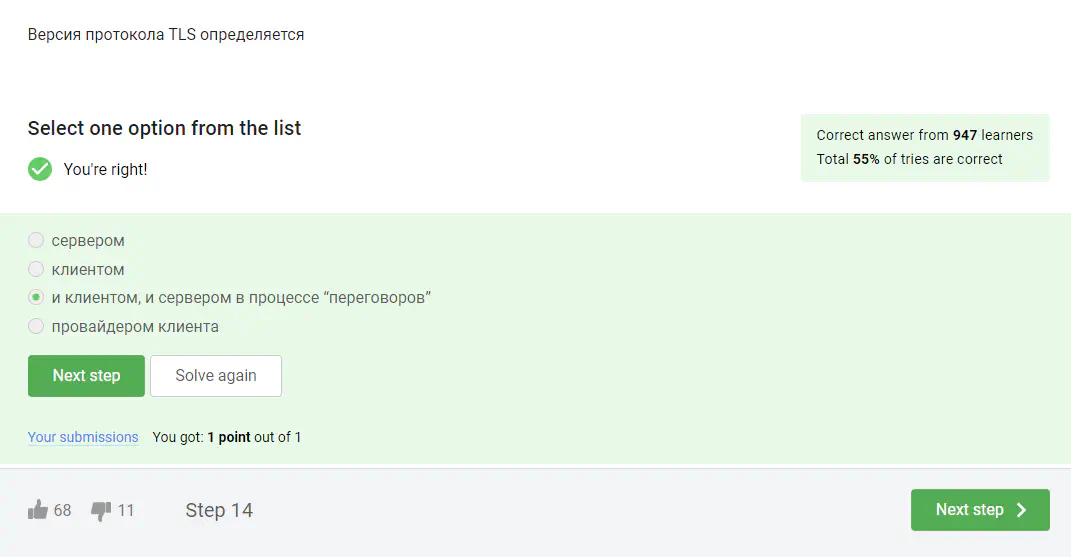 Версия протокола TLS определяется
Select one option from the list
Correct answer from 947 learners
Total 55% of tries are correct
You're right!
сервером
клиентом
и клиентом, и сервером в процессе “переговоров”
провайдером клиента
Next step
Solve again
Your submissions You got: 1 point out of 1
68 11 Step 14
Next step